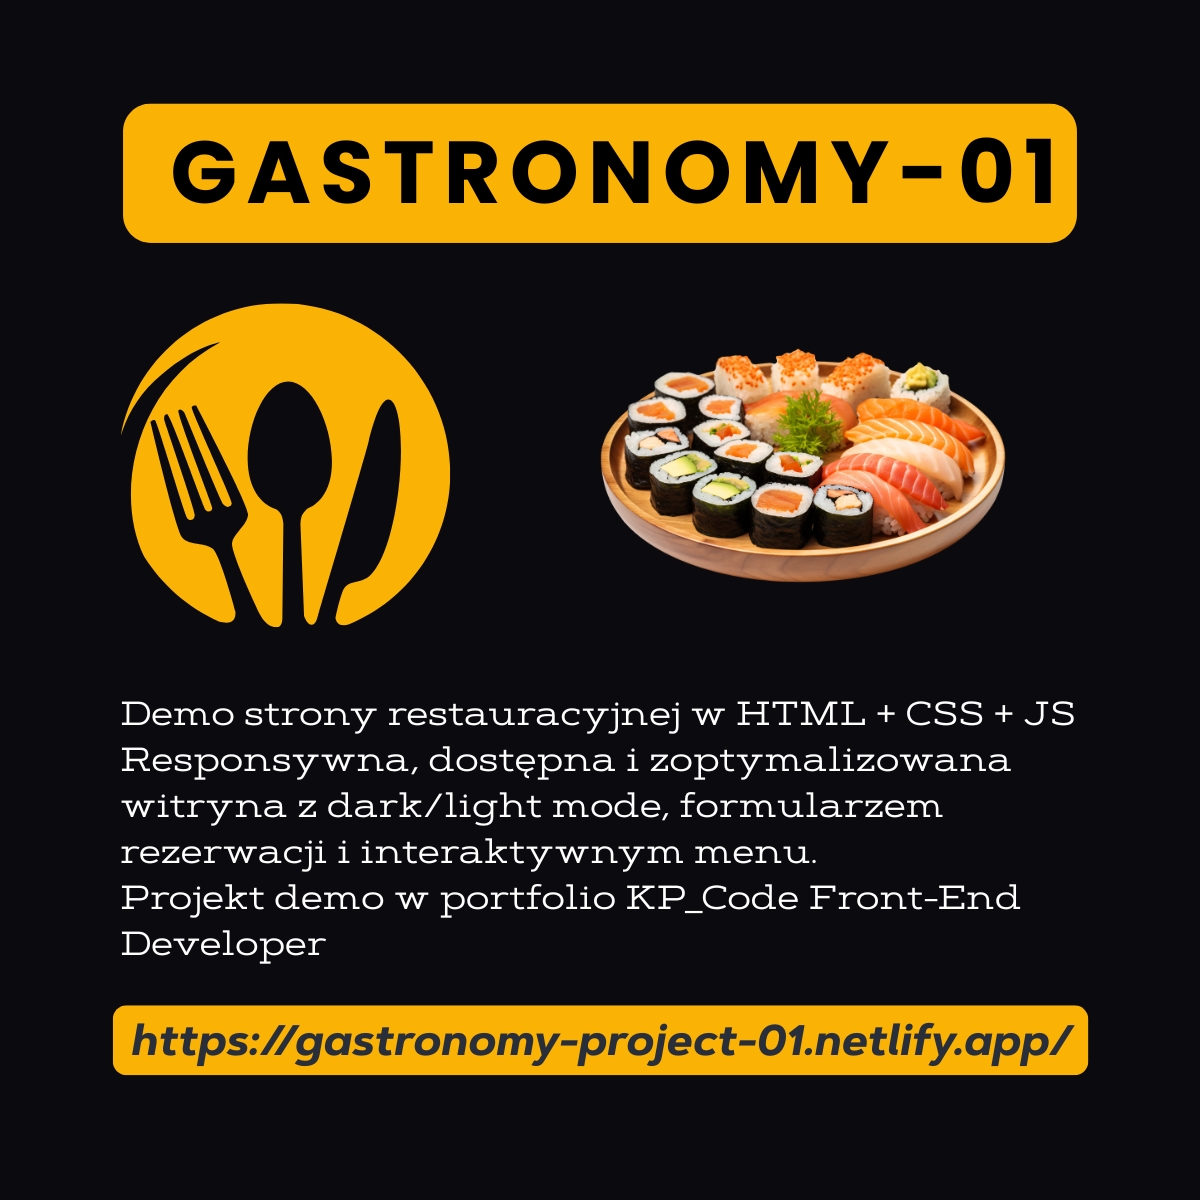 GASTRONOMY-01
Demo strony restauracyjnej w HTML + CSS + JS
Responsywna, dostępna i zoptymalizowana
witryna z dark/light mode, formularzem
rezerwacji i interaktywnym menu.
Projekt demo w portfolio KP_Code Front-End
Developer
https://gastronomy-project-01.netlify.app/